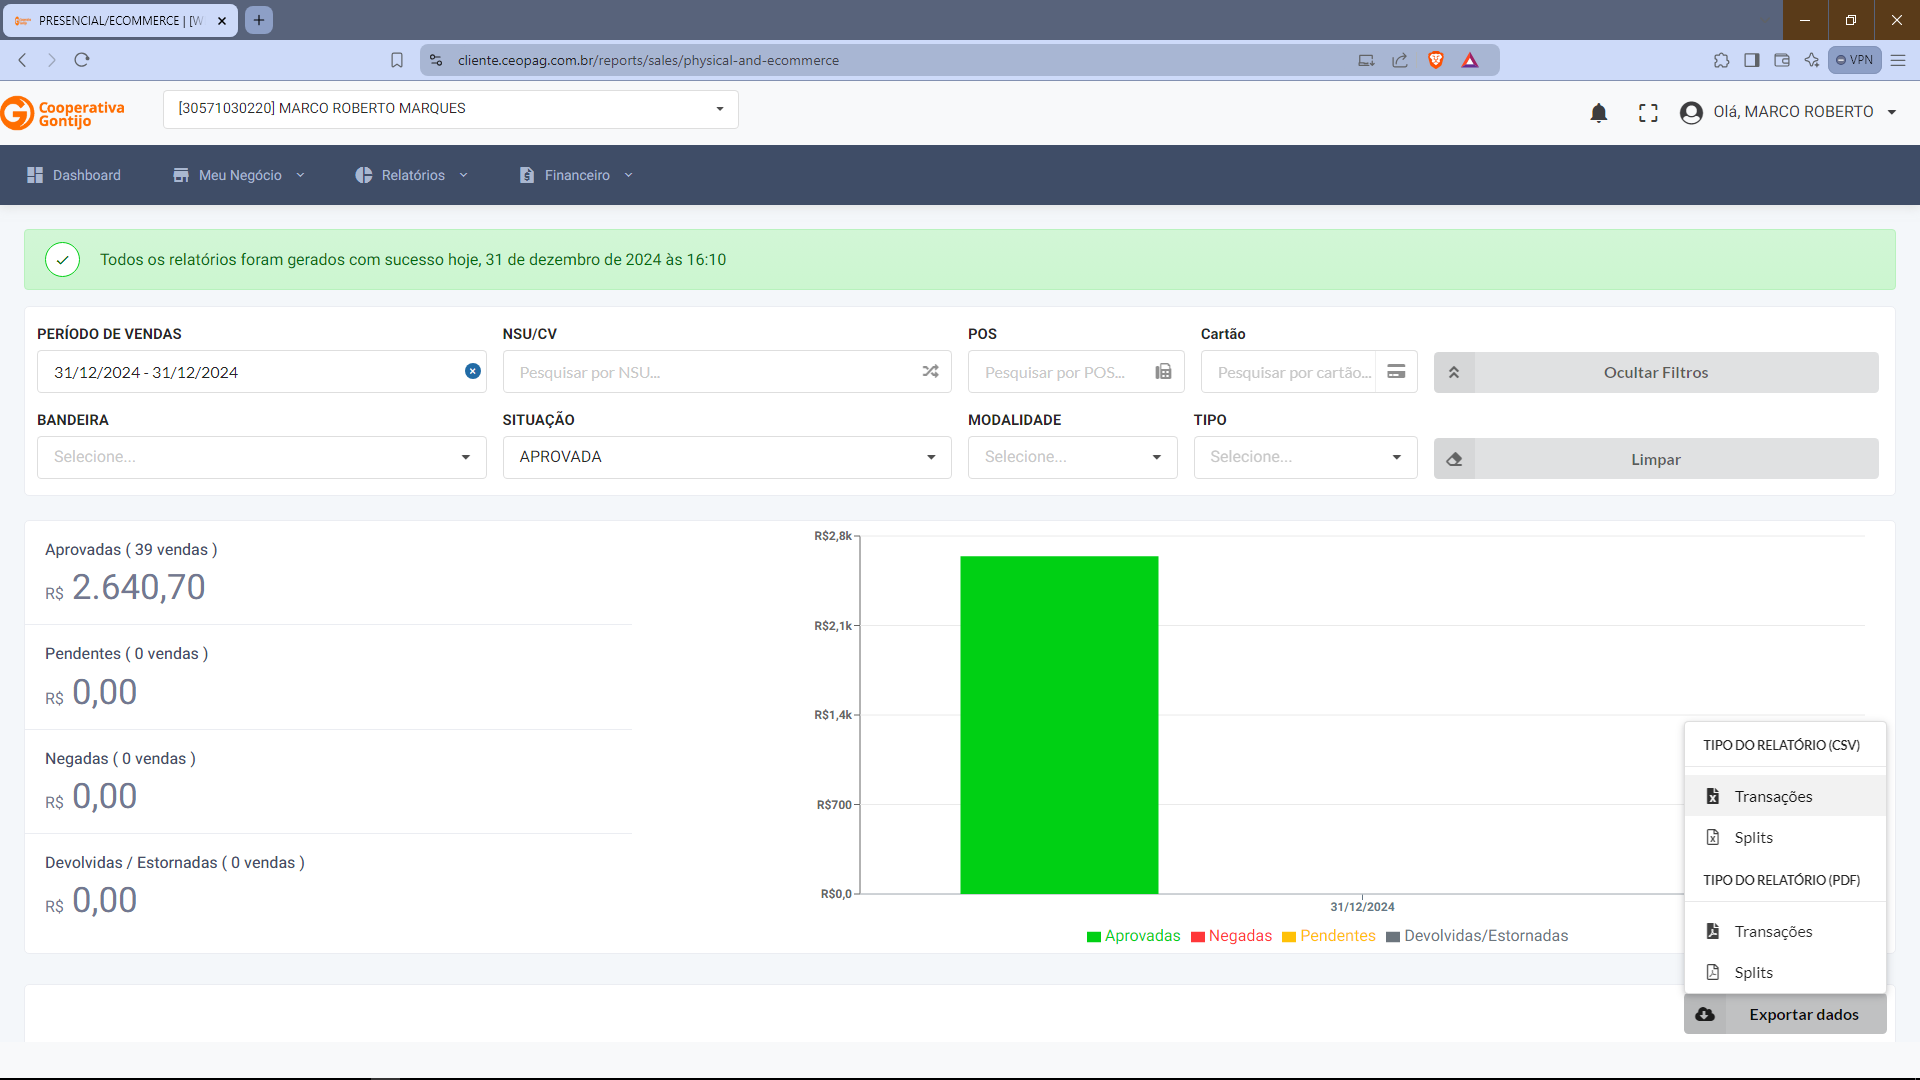 PRESENCIAL/ECOMMERCE | [W
cliente.ceopag.com.br/reports/sales/physical-and-ecommerce
VPN
Cooperativa
Gontijo
[30571030220] MARCO ROBERTO MARQUES
Olá, MARCO ROBERTO
Dashboard
Meu Negócio
Relatórios
Financeiro
Todos os relatórios foram gerados com sucesso hoje, 31 de dezembro de 2024 às 16:10
PERÍODO DE VENDAS
NSU/CV
POS
Cartão
31/12/2024 - 31/12/2024
Pesquisar por NSU...
Pesquisar por POS...
Pesquisar por cartão...
Ocultar Filtros
BANDEIRA
SITUAÇÃO
MODALIDADE
TIPO
Selecione...
APROVADA
Selecione...
Selecione...
Limpar
Aprovadas ( 39 vendas )
R$ 2.640,70
Pendentes ( 0 vendas )
R$ 0,00
Negadas ( 0 vendas )
R$ 0,00
Devolvidas / Estornadas ( 0 vendas )
R$ 0,00
R$2,8k
R$2,1k
R$1,4k
R$700
R$0,0
31/12/2024
Aprovadas
Negadas
Pendentes
Devolvidas/Estornadas
TIPO DO RELATÓRIO (CSV)
Transações
Splits
TIPO DO RELATÓRIO (PDF)
Transações
Splits
Exportar dados